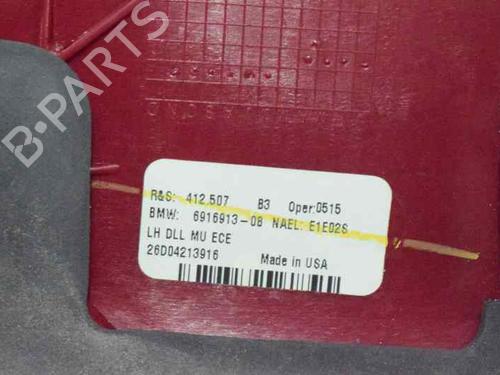 B-PARTS
R&S: 412.507 B3 Oper:0515
BMW: 6916913-08 NAEL: E1E02S
LH DLL MU ECE
26D04213916 Made in USA